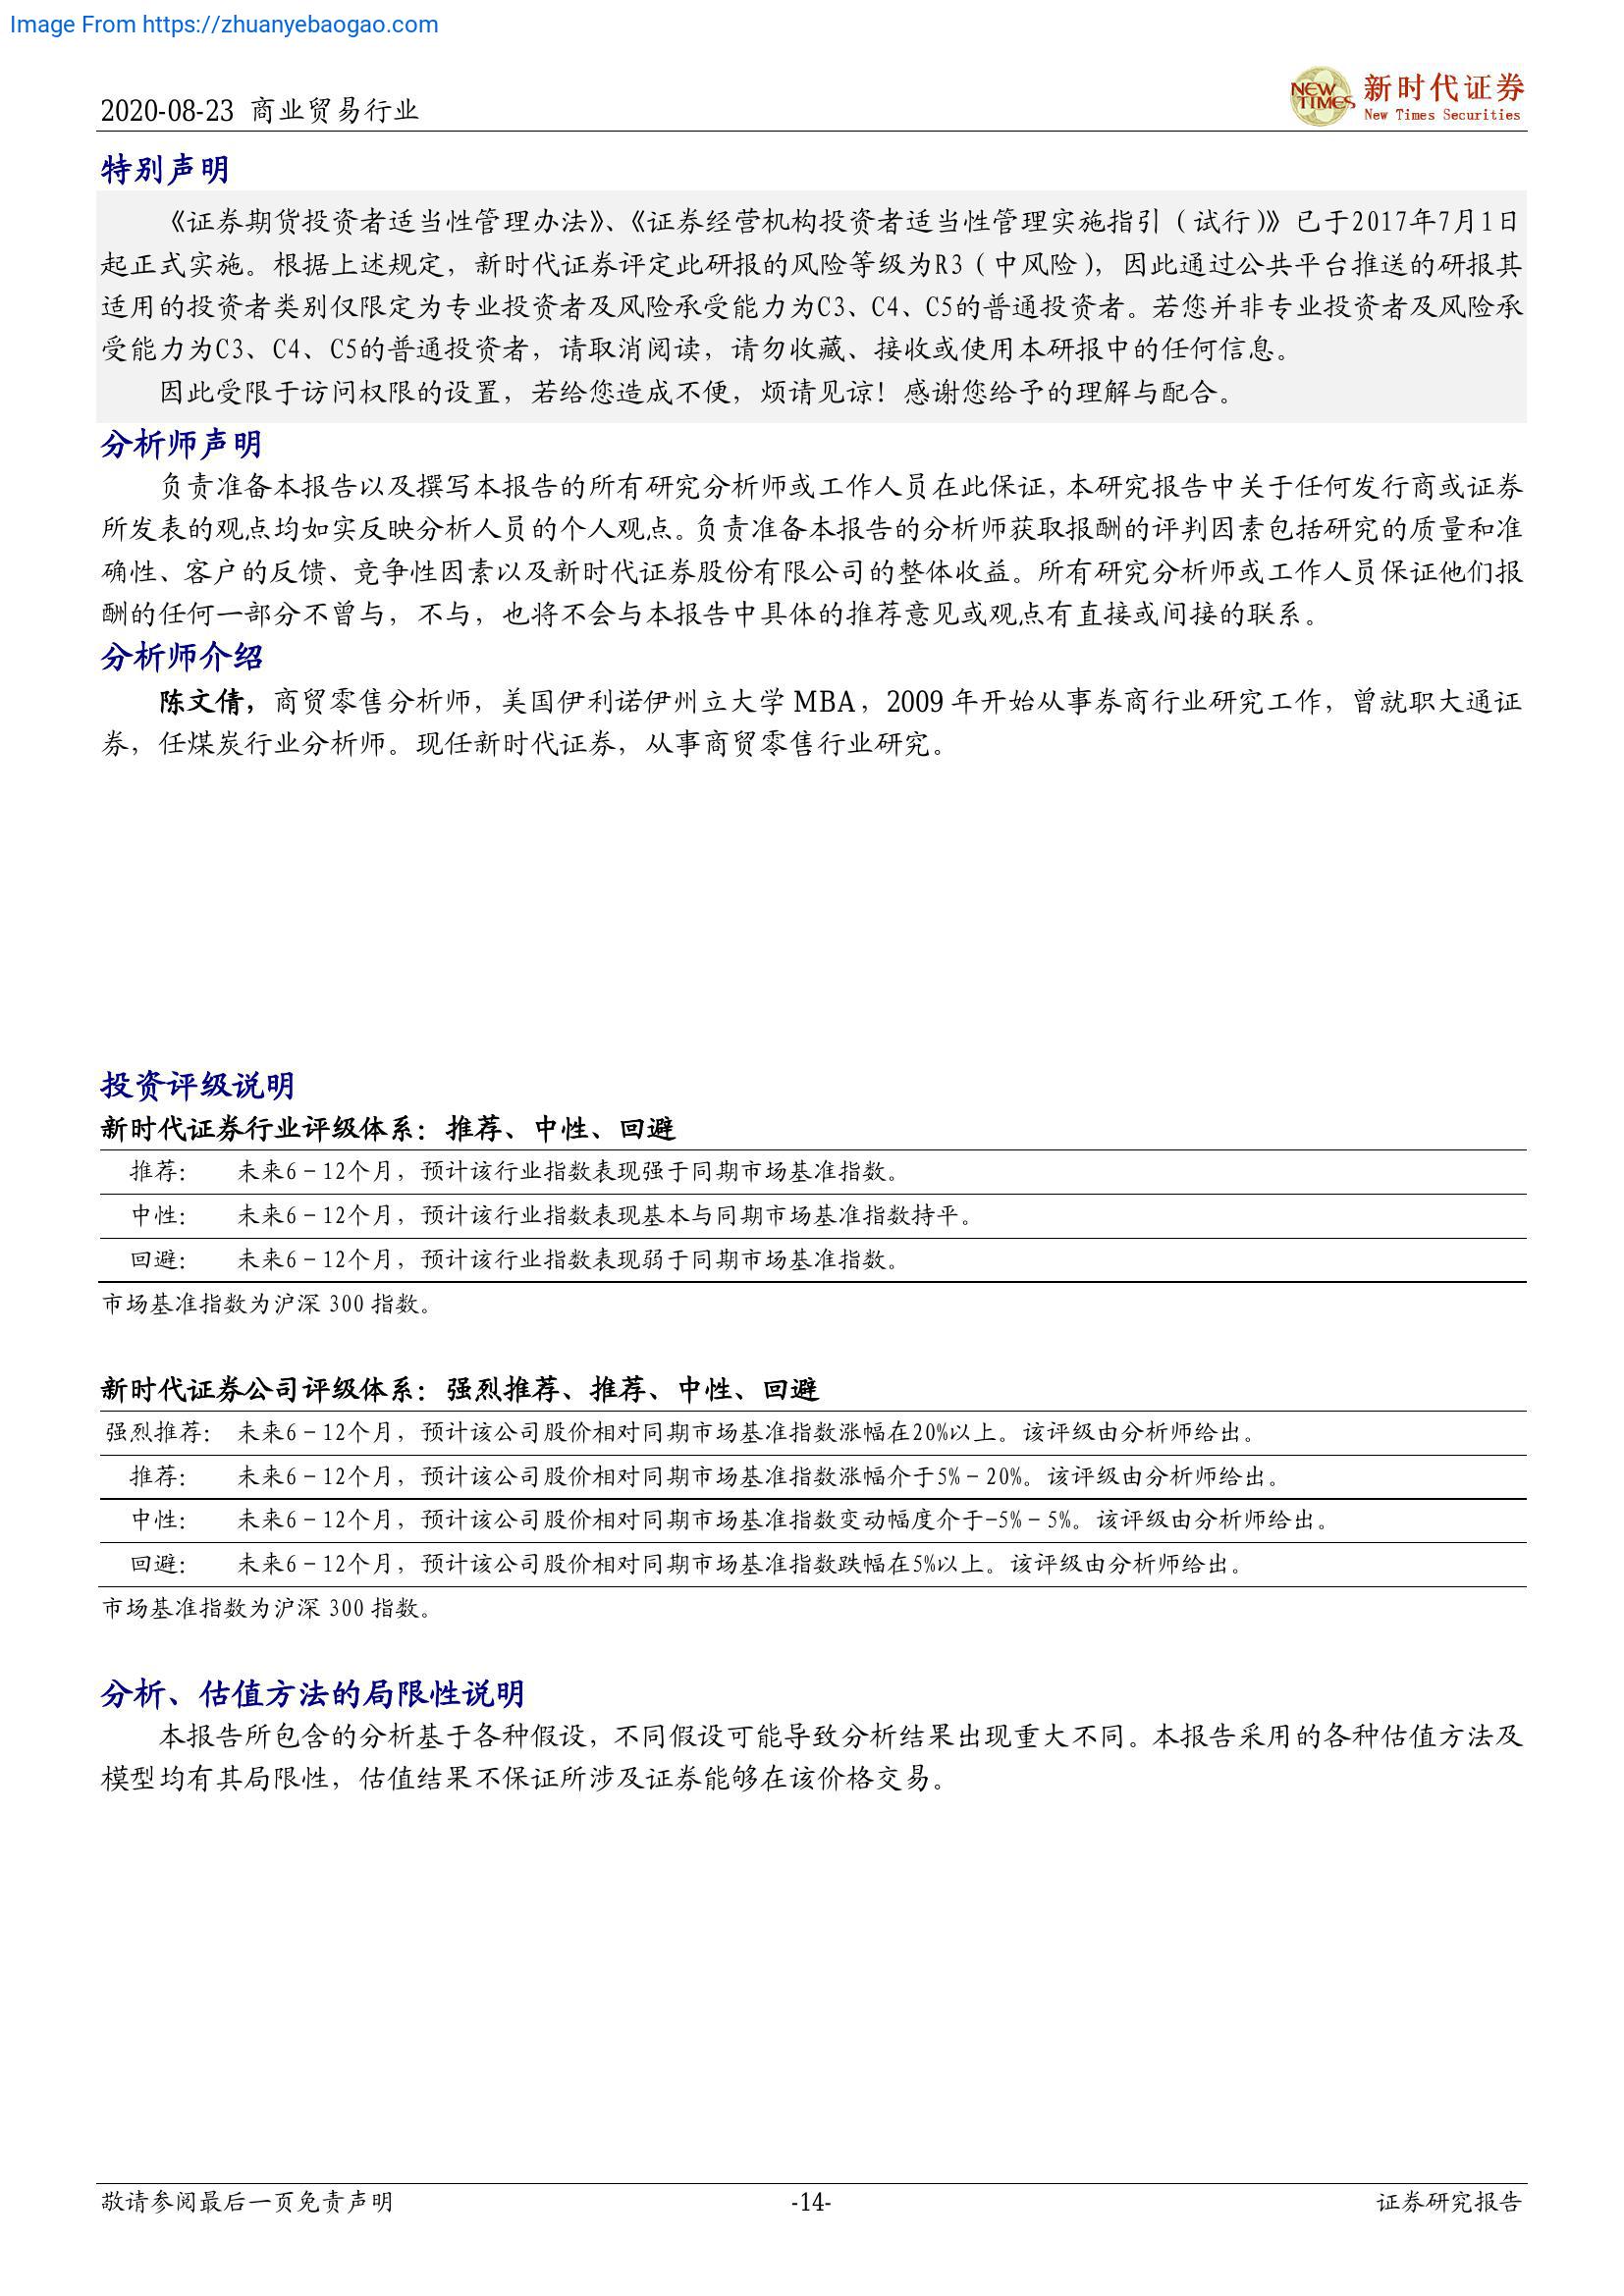 Image From https://zhuanyebaogao.com
2020-08-23 商业贸易行业
NEW TIMES
新时代证券
New Times Securities
特别声明
《证券期货投资者适当性管理办法》、《证券经营机构投资者适当性管理实施指引（试行）》已于2017年7月1日
起正式实施。根据上述规定，新时代证券评定此研报的风险等级为R3（中风险），因此通过公共平台推送的研报其
适用的投资者类别仅限定为专业投资者及风险承受能力为C3、C4、C5的普通投资者。若您并非专业投资者及风险承
受能力为C3、C4、C5的普通投资者，请取消阅读，请勿收藏、接收或使用本研报中的任何信息。
因此受限于访问权限的设置，若给您造成不便，烦请见谅！感谢您给予的理解与配合。
分析师声明
负责准备本报告以及撰写本报告的所有研究分析师或工作人员在此保证，本研究报告中关于任何发行商或证券
所发表的观点均如实反映分析人员的个人观点。负责准备本报告的分析师获取报酬的评判因素包括研究的质量和准
确性、客户的反馈、竞争性因素以及新时代证券股份有限公司的整体收益。所有研究分析师或工作人员保证他们报
酬的任何一部分不曾与，不与，也将不会与本报告中具体的推荐意见或观点有直接或间接的联系。
分析师介绍
陈文倩，商贸零售分析师，美国伊利诺伊州立大学 MBA，2009 年开始从事券商行业研究工作，曾就职大通证
券，任煤炭行业分析师。现任新时代证券，从事商贸零售行业研究。
投资评级说明
新时代证券行业评级体系：推荐、中性、回避
推荐： 未来6－12个月，预计该行业指数表现强于同期市场基准指数。
中性： 未来6－12个月，预计该行业指数表现基本与同期市场基准指数持平。
回避： 未来6－12个月，预计该行业指数表现弱于同期市场基准指数。
市场基准指数为沪深 300 指数。
新时代证券公司评级体系：强烈推荐、推荐、中性、回避
强烈推荐： 未来6－12个月，预计该公司股价相对同期市场基准指数涨幅在20%以上。该评级由分析师给出。
推荐： 未来6－12个月，预计该公司股价相对同期市场基准指数涨幅介于5%－20%。该评级由分析师给出。
中性： 未来6－12个月，预计该公司股价相对同期市场基准指数变动幅度介于-5%－5%。该评级由分析师给出。
回避： 未来6－12个月，预计该公司股价相对同期市场基准指数跌幅在5%以上。该评级由分析师给出。
市场基准指数为沪深 300 指数。
分析、估值方法的局限性说明
本报告所包含的分析基于各种假设，不同假设可能导致分析结果出现重大不同。本报告采用的各种估值方法及
模型均有其局限性，估值结果不保证所涉及证券能够在该价格交易。
敬请参阅最后一页免责声明
-14-
证券研究报告